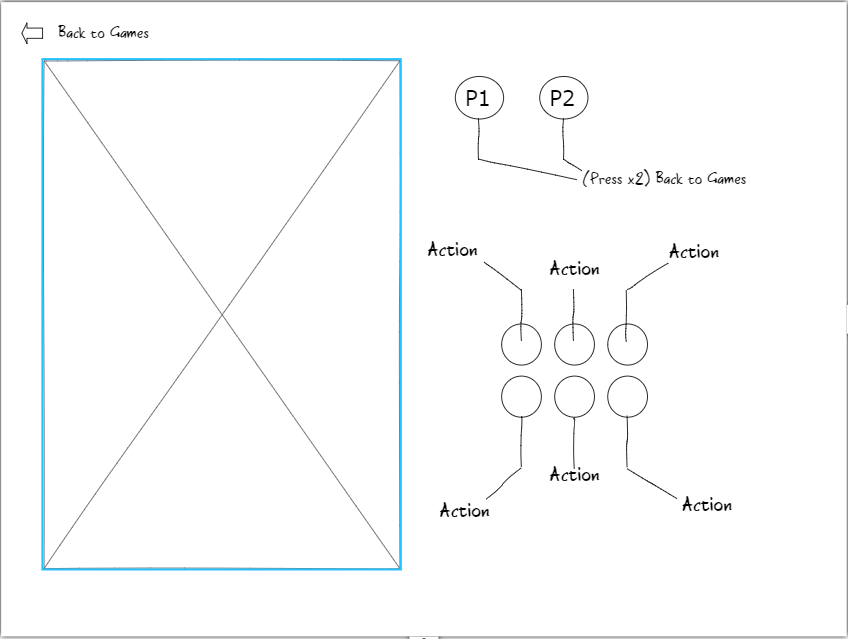 Back to Games
P1
P2
(Press x2) Back to Games
Action
Action
Action
Action
Action
Action